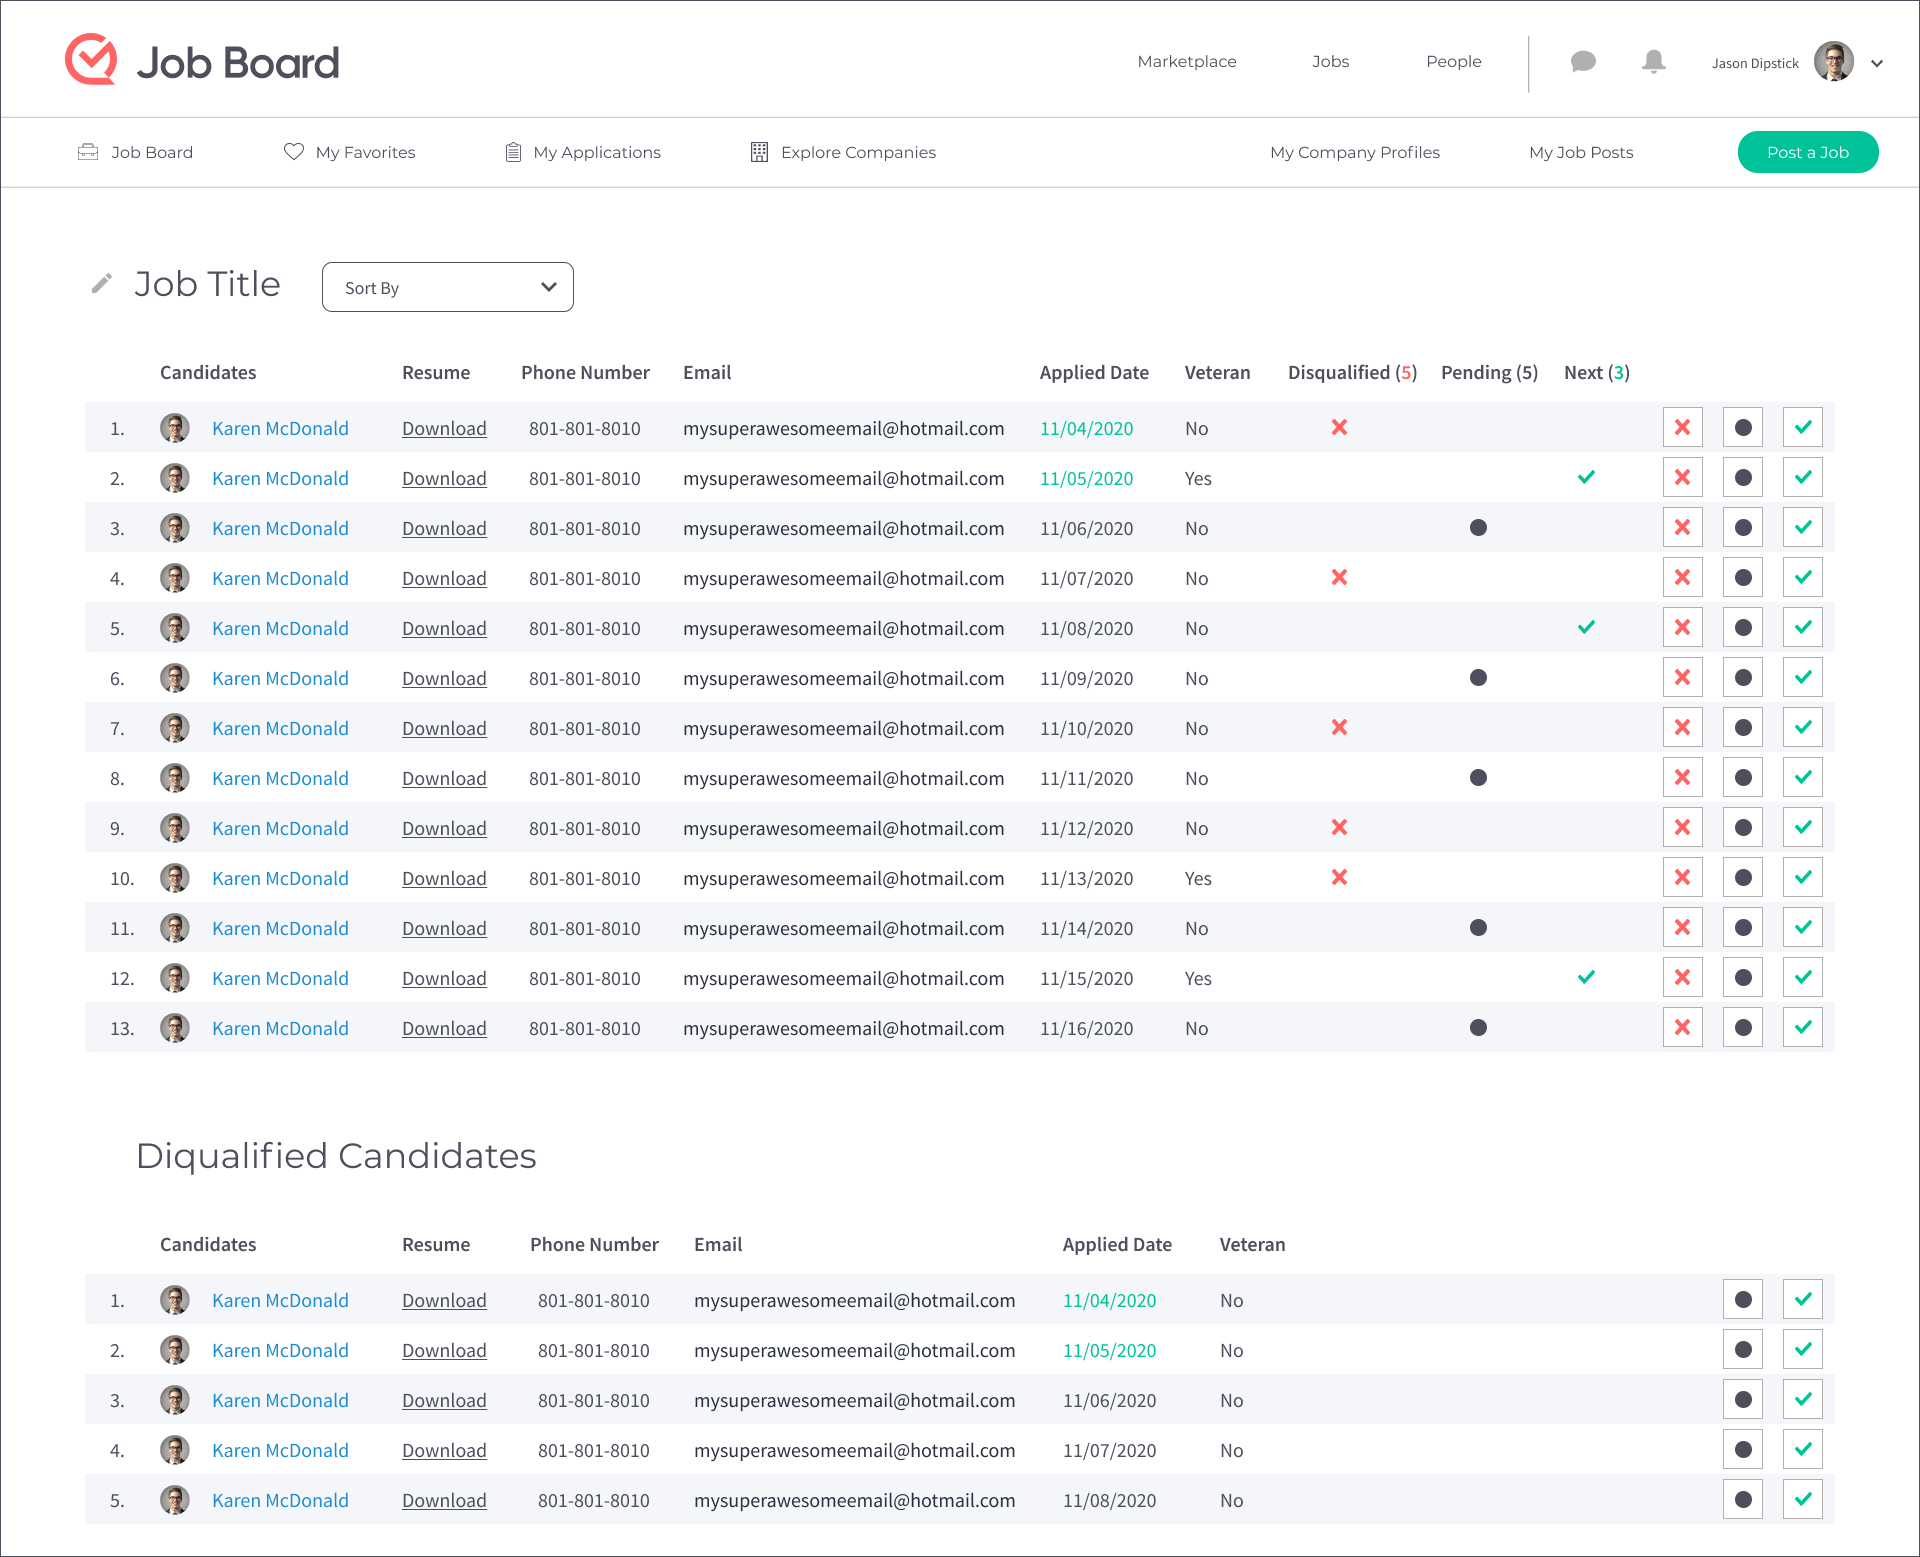 Job Board
Marketplace Jobs People Jason Dipstick
Job Board My Favorites My Applications Explore Companies My Company Profiles My Job Posts Post a Job
Job Title Sort By
Candidates Resume Phone Number Email Applied Date Veteran Disqualified (5) Pending (5) Next (3)
1. Karen McDonald Download 801-801-8010 mysuperawesomeemail@hotmail.com 11/04/2020 No
2. Karen McDonald Download 801-801-8010 mysuperawesomeemail@hotmail.com 11/05/2020 Yes
3. Karen McDonald Download 801-801-8010 mysuperawesomeemail@hotmail.com 11/06/2020 No
4. Karen McDonald Download 801-801-8010 mysuperawesomeemail@hotmail.com 11/07/2020 No
5. Karen McDonald Download 801-801-8010 mysuperawesomeemail@hotmail.com 11/08/2020 No
6. Karen McDonald Download 801-801-8010 mysuperawesomeemail@hotmail.com 11/09/2020 No
7. Karen McDonald Download 801-801-8010 mysuperawesomeemail@hotmail.com 11/10/2020 No
8. Karen McDonald Download 801-801-8010 mysuperawesomeemail@hotmail.com 11/11/2020 No
9. Karen McDonald Download 801-801-8010 mysuperawesomeemail@hotmail.com 11/12/2020 No
10. Karen McDonald Download 801-801-8010 mysuperawesomeemail@hotmail.com 11/13/2020 Yes
11. Karen McDonald Download 801-801-8010 mysuperawesomeemail@hotmail.com 11/14/2020 No
12. Karen McDonald Download 801-801-8010 mysuperawesomeemail@hotmail.com 11/15/2020 Yes
13. Karen McDonald Download 801-801-8010 mysuperawesomeemail@hotmail.com 11/16/2020 No
Diqualified Candidates
Candidates Resume Phone Number Email Applied Date Veteran
1. Karen McDonald Download 801-801-8010 mysuperawesomeemail@hotmail.com 11/04/2020 No
2. Karen McDonald Download 801-801-8010 mysuperawesomeemail@hotmail.com 11/05/2020 No
3. Karen McDonald Download 801-801-8010 mysuperawesomeemail@hotmail.com 11/06/2020 No
4. Karen McDonald Download 801-801-8010 mysuperawesomeemail@hotmail.com 11/07/2020 No
5. Karen McDonald Download 801-801-8010 mysuperawesomeemail@hotmail.com 11/08/2020 No